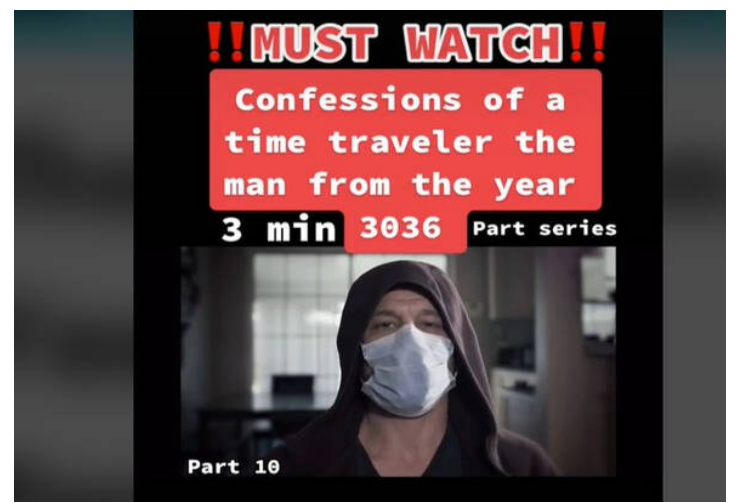 ‼MUST WATCH‼
Confessions of a
time traveler the
man from the year
3 min 3036 Part series
Part 10